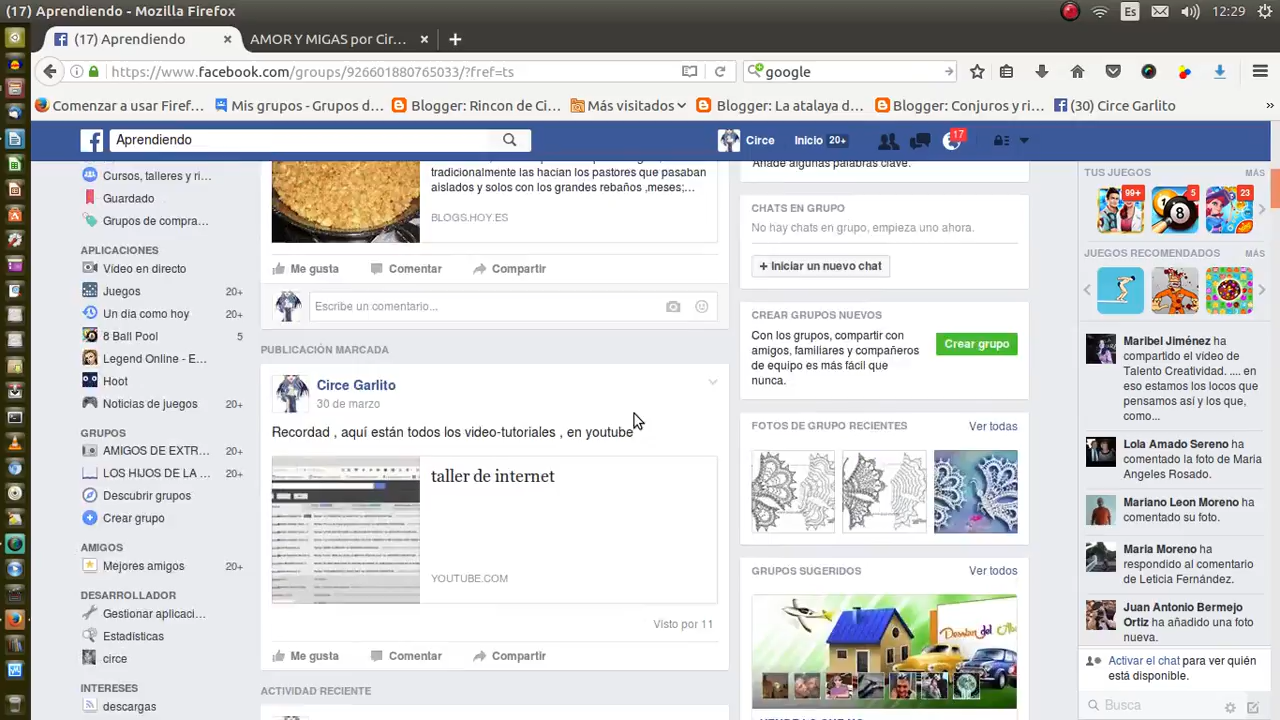 (17) Aprendiendo - Mozilla Firefox
Es
12:29
(17) Aprendiendo
AMOR Y MIGAS por Cir...
https://www.facebook.com/groups/926601880765033/?fref=ts
google
Comenzar a usar Firef...
Mis grupos - Grupos d...
Blogger: Rincon de Ci...
Más visitados
Blogger: La atalaya d...
Blogger: Conjuros y ri...
(30) Circe Garlito
Aprendiendo
Circe
Inicio 20+
17
Cursos, talleres y ri...
Guardado
Grupos de compra...
APLICACIONES
Vídeo en directo
Juegos 20+
Un día como hoy 20+
8 Ball Pool 5
Legend Online - E...
Hoot
Noticias de juegos 20+
GRUPOS
AMIGOS DE EXTR...
LOS HIJOS DE LA ...
Descubrir grupos
Crear grupo
AMIGOS
Mejores amigos 20+
DESARROLLADOR
Gestionar aplicaci...
Estadísticas
circe
INTERESES
descargas
tradicionalmente las hacian los pastores que pasaban
aislados y solos con los grandes rebaños ,meses;...
BLOGS.HOY.ES
Me gusta
Comentar
Compartir
Escribe un comentario...
PUBLICACIÓN MARCADA
Circe Garlito
30 de marzo
Recordad , aquí están todos los video-tutoriales , en youtube
taller de internet
YOUTUBE.COM
Visto por 11
Me gusta
Comentar
Compartir
ACTIVIDAD RECIENTE
Añade algunas palabras clave.
CHATS EN GRUPO
No hay chats en grupo, empieza uno ahora.
+ Iniciar un nuevo chat
CREAR GRUPOS NUEVOS
Con los grupos, compartir con
amigos, familiares y compañeros
de equipo es más fácil que
nunca.
Crear grupo
FOTOS DE GRUPO RECIENTES
Ver todas
GRUPOS SUGERIDOS
Ver todos
TUS JUEGOS
MÁS
99+
5
23
JUEGOS RECOMENDADOS
MÁS
Maribel Jiménez ha
compartido el vídeo de
Talento Creatividad. .... en
eso estamos los locos que
pensamos así y los que,
como...
Lola Amado Sereno ha
comentado la foto de Maria
Angeles Rosado.
Mariano Leon Moreno ha
comentado su foto.
Maria Moreno ha
respondido al comentario
de Leticia Fernández.
Juan Antonio Bermejo
Ortiz ha añadido una foto
nueva.
Activar el chat para ver quién
está disponible.
Busca